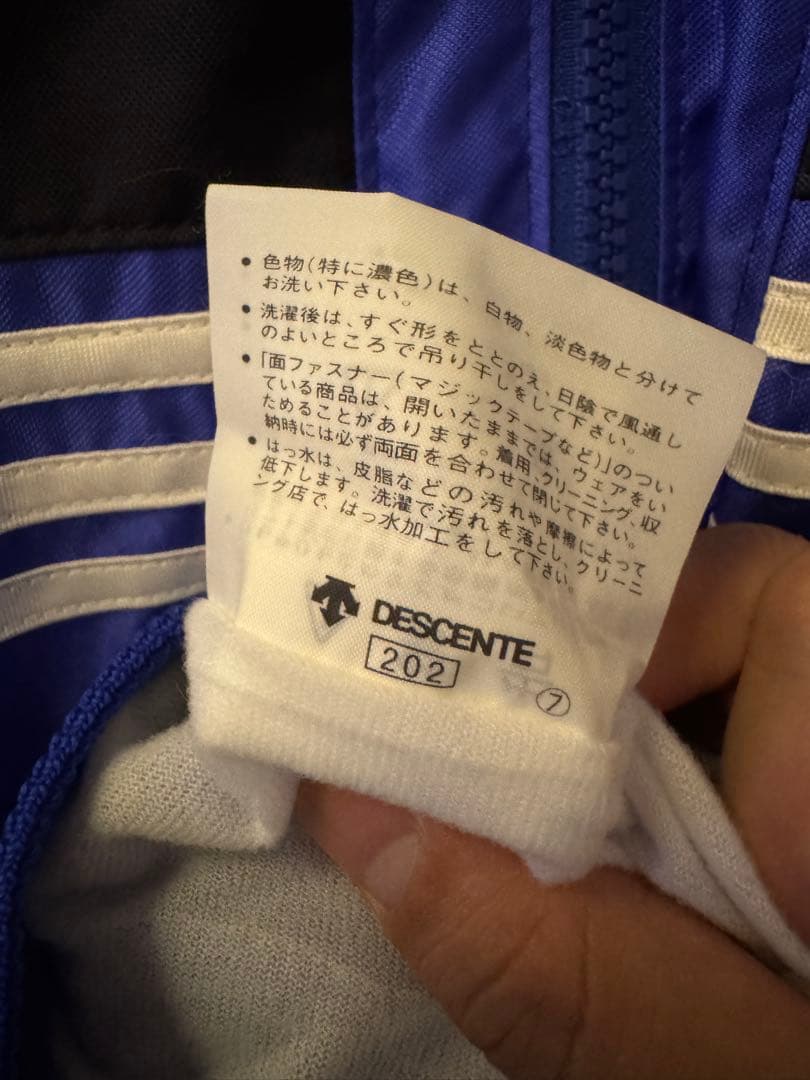 • 色物(特に濃色)は、白物、淡色物と分けて
お洗い下さい。
• 洗濯後は、すぐ形をととのえ、日陰で風通し
のよいところで吊り干しをして下さい。
• 「面ファスナー(マジックテープなど)」のつい
ている商品は、開いたままでは、ウェアをい
ためることがあります。着用、クリーニング、収
納時には必ず両面を合わせて閉じて下さい。
• はっ水は、皮脂などの汚れや摩擦によって
低下します。洗濯で汚れを落とし、クリーニ
ング店で、はっ水加工をして下さい。
DESCENTE
202
⑦